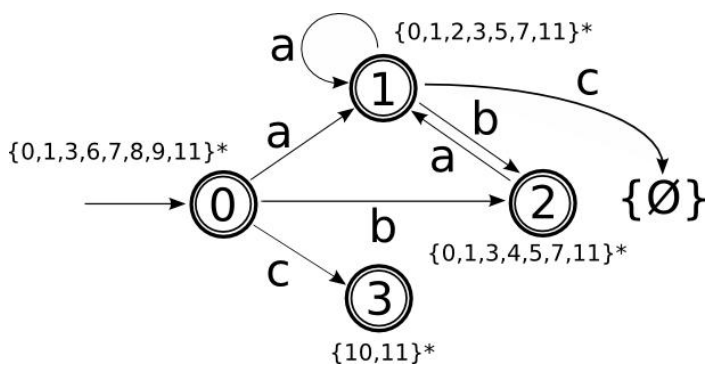 a
{0,1,2,3,5,7,11}*
1
c
a
b
{0,1,3,6,7,8,9,11}*
a
0
2
{Ø}
b
{0,1,3,4,5,7,11}*
c
3
{10,11}*